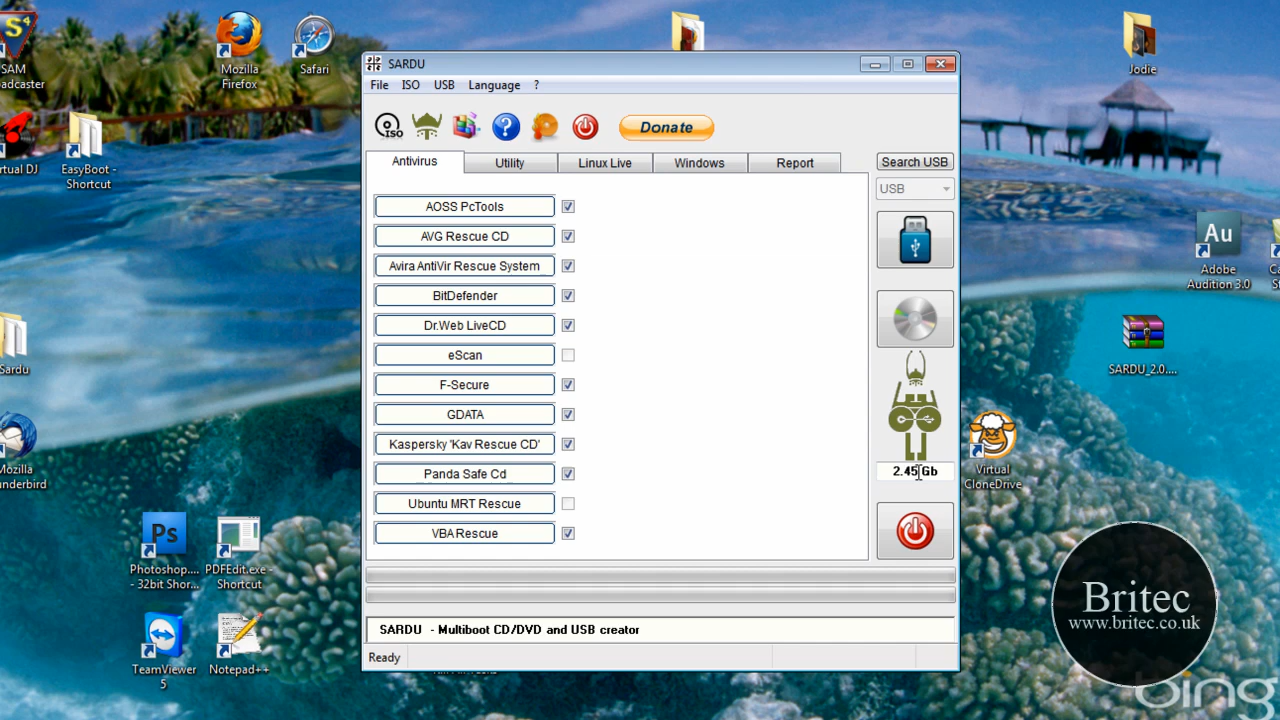 SAM
oadcaster
Mozilla
Firefox
Safari
Jodie
rtual DJ
EasyBoot -
Shortcut
Sardu
Mozilla
underbird
Photoshop....
- 32bit Shor...
PDFEdit.exe -
Shortcut
TeamViewer
5
Notepad++
SARDU
File ISO USB Language ?
ISO
Donate
Antivirus Utility Linux Live Windows Report
Search USB
USB
AOSS PcTools
AVG Rescue CD
Avira AntiVir Rescue System
BitDefender
Dr.Web LiveCD
eScan
F-Secure
GDATA
Kaspersky 'Kav Rescue CD'
Panda Safe Cd
Ubuntu MRT Rescue
VBA Rescue
2.45 Gb
SARDU - Multiboot CD/DVD and USB creator
Ready
Au
Adobe
Audition 3.0
SARDU_2.0....
Virtual
CloneDrive
Ps
Britec
www.britec.co.uk
bing